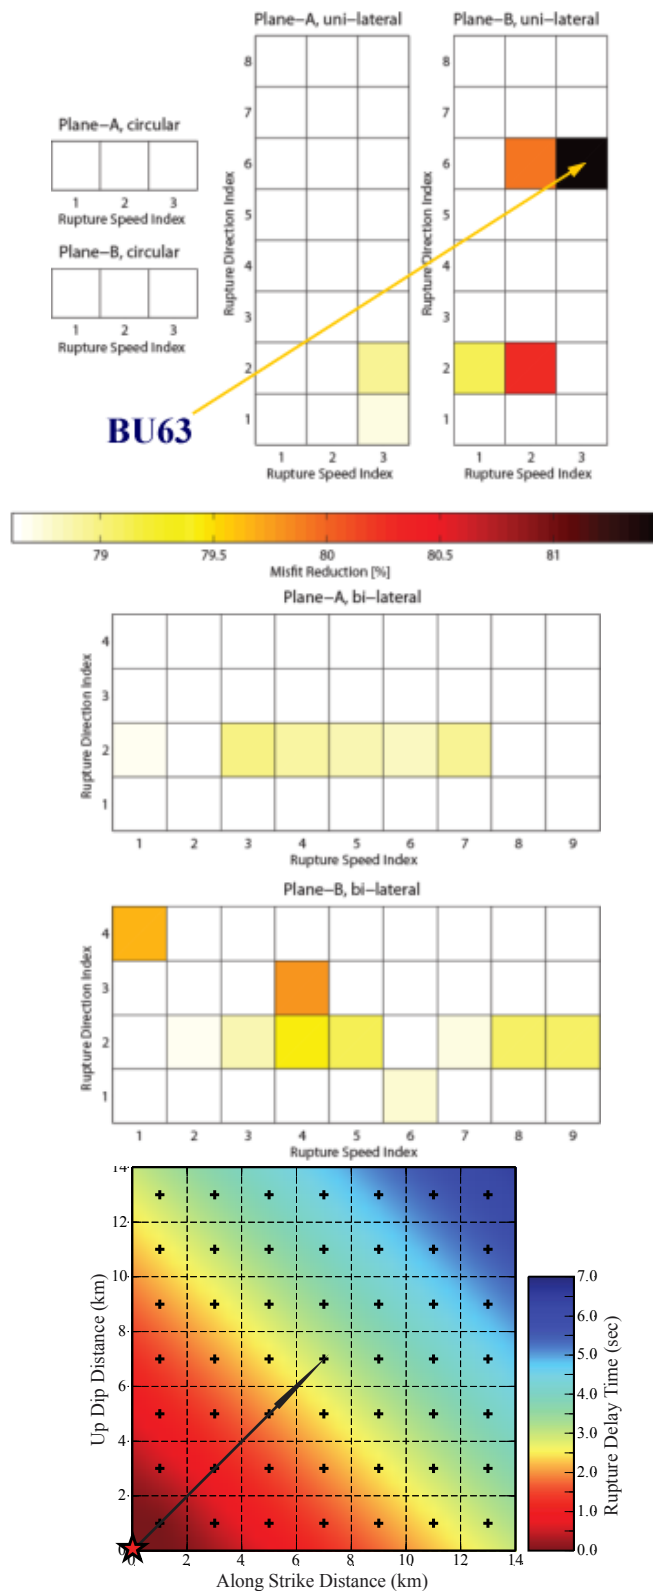 Plane−A, uni−lateral
Plane−B, uni−lateral
8
7
6
5
4
3
2
1
Rupture Direction Index
1 2 3
Rupture Speed Index
8
7
6
5
4
3
2
1
Rupture Direction Index
1 2 3
Rupture Speed Index
Plane−A, circular
1 2 3
Rupture Speed Index
Plane−B, circular
1 2 3
Rupture Speed Index
BU63
79 79.5 80 80.5 81
Misfit Reduction [%]
Plane−A, bi−lateral
4
3
2
1
Rupture Direction Index
1 2 3 4 5 6 7 8 9
Rupture Speed Index
Plane−B, bi−lateral
4
3
2
1
Rupture Direction Index
1 2 3 4 5 6 7 8 9
Rupture Speed Index
14
12
10
8
6
4
2
0
Up Dip Distance (km)
0 2 4 6 8 10 12 14
Along Strike Distance (km)
7.0
6.0
5.0
4.0
3.0
2.0
1.0
0.0
Rupture Delay Time (sec)